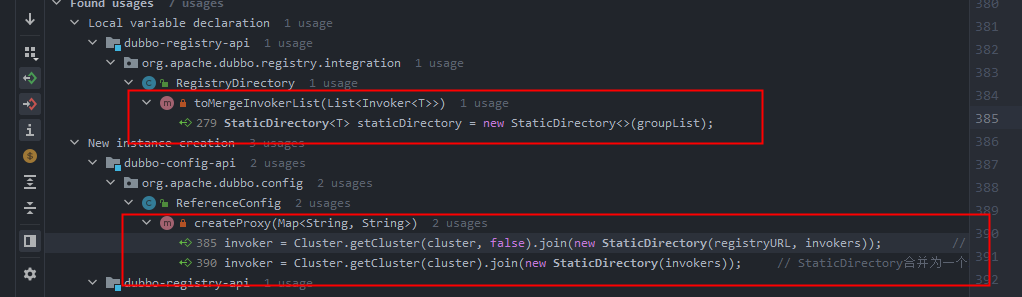 Found usages 7 usages
Local variable declaration 1 usage
dubbo-registry-api 1 usage
org.apache.dubbo.registry.integration 1 usage
RegistryDirectory 1 usage
toMergeInvokerList(List<Invoker<T>>) 1 usage
279 StaticDirectory<T> staticDirectory = new StaticDirectory<>(groupList);
New instance creation 3 usages
dubbo-config-api 2 usages
org.apache.dubbo.config 2 usages
ReferenceConfig 2 usages
createProxy(Map<String, String>) 2 usages
385 invoker = Cluster.getCluster(cluster, false).join(new StaticDirectory(registryURL, invokers)); //
390 invoker = Cluster.getCluster(cluster).join(new StaticDirectory(invokers)); // StaticDirectory合并为一个
dubbo-registry-api 1 usage
380
381
382
383
384
385
386
387
388
389
390
391
392